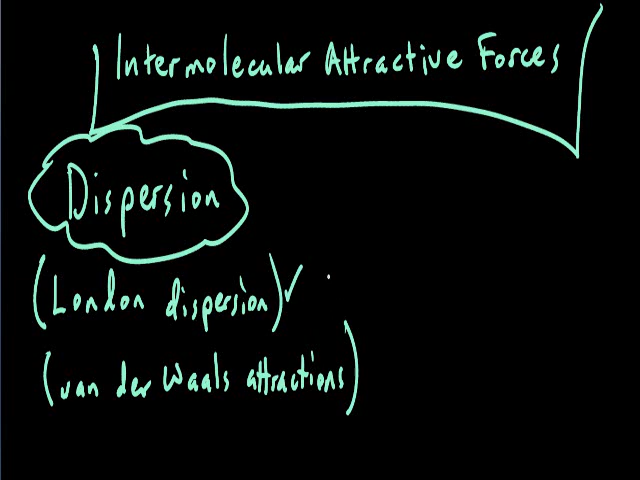 Intermolecular Attractive Forces
Dispersion
(London dispersion) ✓
(van der Waals attractions)